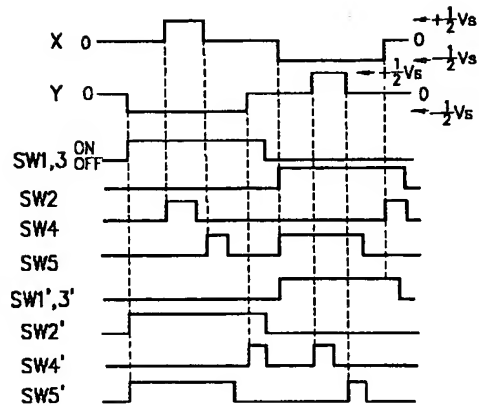 X 0 +½Vs
0
-½Vs
Y 0 +½Vs
0
-½Vs
SW1,3 ON
OFF
SW2
SW4
SW5
SW1',3'
SW2'
SW4'
SW5'